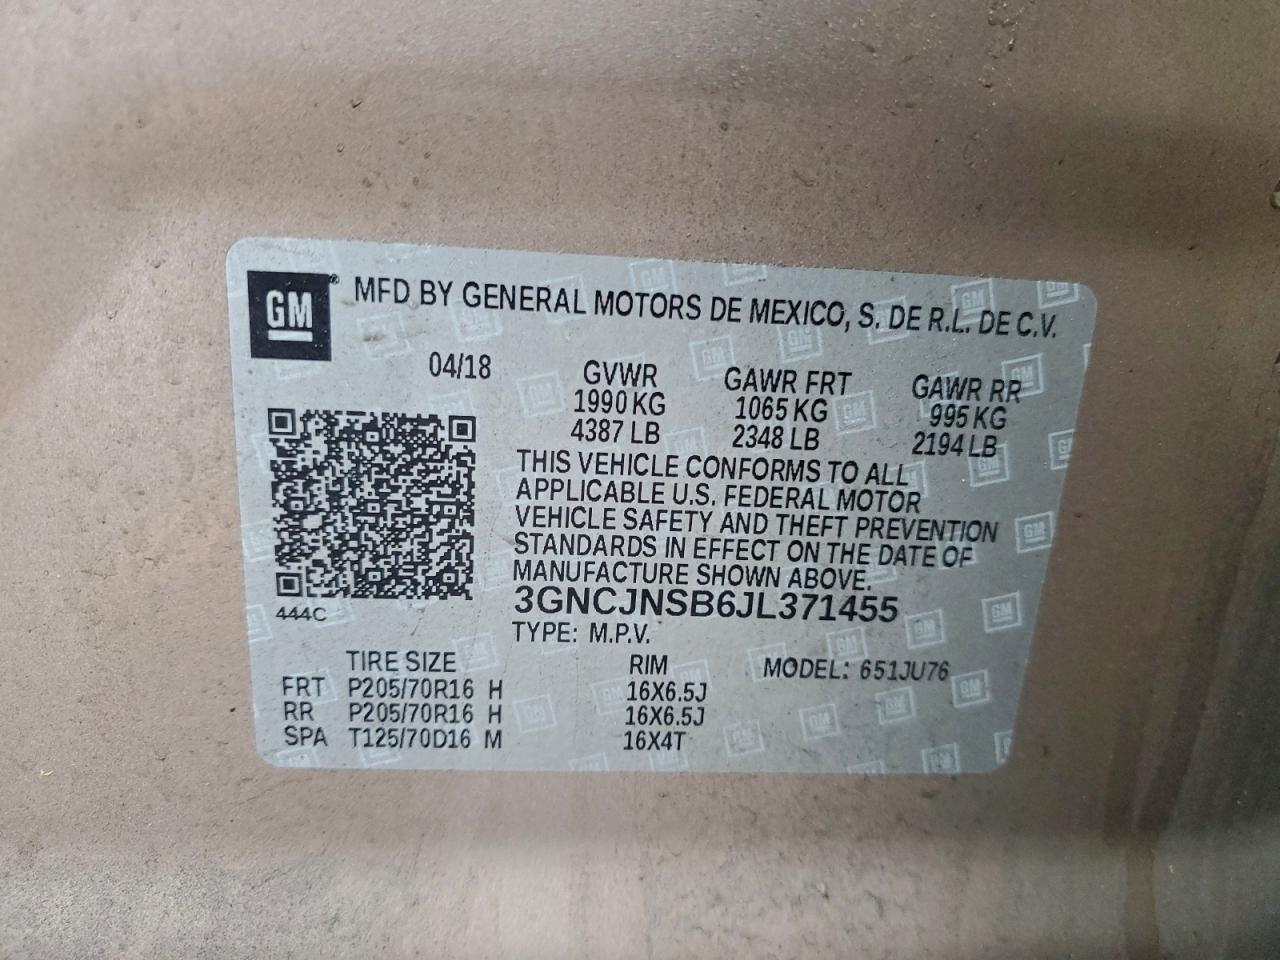 GM
MFD BY GENERAL MOTORS DE MEXICO, S. DE R.L. DE C.V.
04/18
GVWR GAWR FRT GAWR RR
1990 KG 1065 KG 995 KG
4387 LB 2348 LB 2194 LB
THIS VEHICLE CONFORMS TO ALL
APPLICABLE U.S. FEDERAL MOTOR
VEHICLE SAFETY AND THEFT PREVENTION
STANDARDS IN EFFECT ON THE DATE OF
MANUFACTURE SHOWN ABOVE.
3GNCJNSB6JL371455
444C
TYPE: M.P.V.
TIRE SIZE RIM MODEL: 651JU76
FRT P205/70R16 H 16X6.5J
RR P205/70R16 H 16X6.5J
SPA T125/70D16 M 16X4T